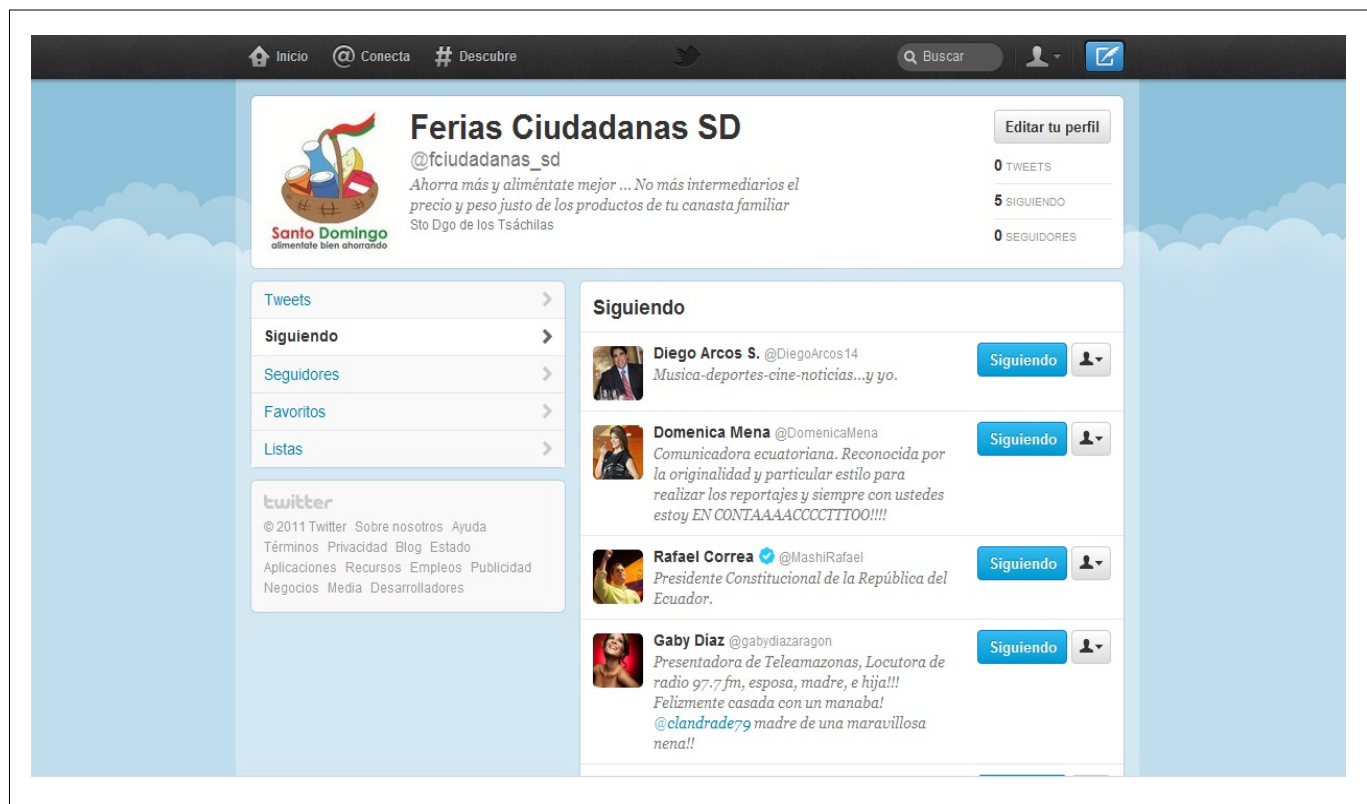 Inicio @ Conecta # Descubre Buscar
Ferias Ciudadanas SD
@fciudadanas_sd
Ahorra más y aliméntate mejor ... No más intermediarios el
precio y peso justo de los productos de tu canasta familiar
Sto Dgo de los Tsáchilas
Santo Domingo
alimentate bien ahorrando
Editar tu perfil
0 TWEETS
5 SIGUIENDO
0 SEGUIDORES
Tweets
Siguiendo
Seguidores
Favoritos
Listas
twitter
© 2011 Twitter Sobre nosotros Ayuda
Términos Privacidad Blog Estado
Aplicaciones Recursos Empleos Publicidad
Negocios Media Desarrolladores
Siguiendo
Diego Arcos S. @DiegoArcos14
Musica-deportes-cine-noticias...y yo.
Siguiendo
Domenica Mena @DomenicaMena
Comunicadora ecuatoriana. Reconocida por
la originalidad y particular estilo para
realizar los reportajes y siempre con ustedes
estoy EN CONTAAAACCCCTTTOO!!!!
Siguiendo
Rafael Correa @MashiRafael
Presidente Constitucional de la República del
Ecuador.
Siguiendo
Gaby Díaz @gabydiazaragon
Presentadora de Teleamazonas, Locutora de
radio 97.7 fm, esposa, madre, e hija!!!
Felizmente casada con un manaba!
@clandrade79 madre de una maravillosa
nena!!
Siguiendo